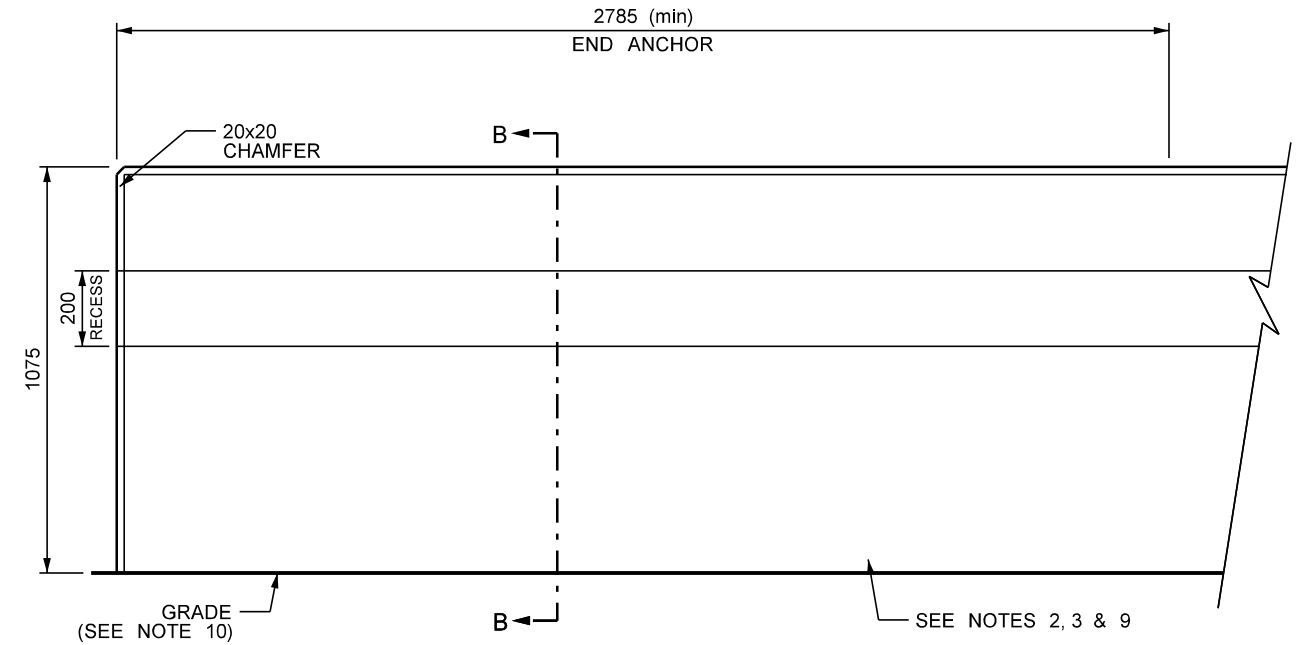 2785 (min)
END ANCHOR
20x20
CHAMFER
B
200
RECESS
1075
GRADE
(SEE NOTE 10)
B
SEE NOTES 2, 3 & 9